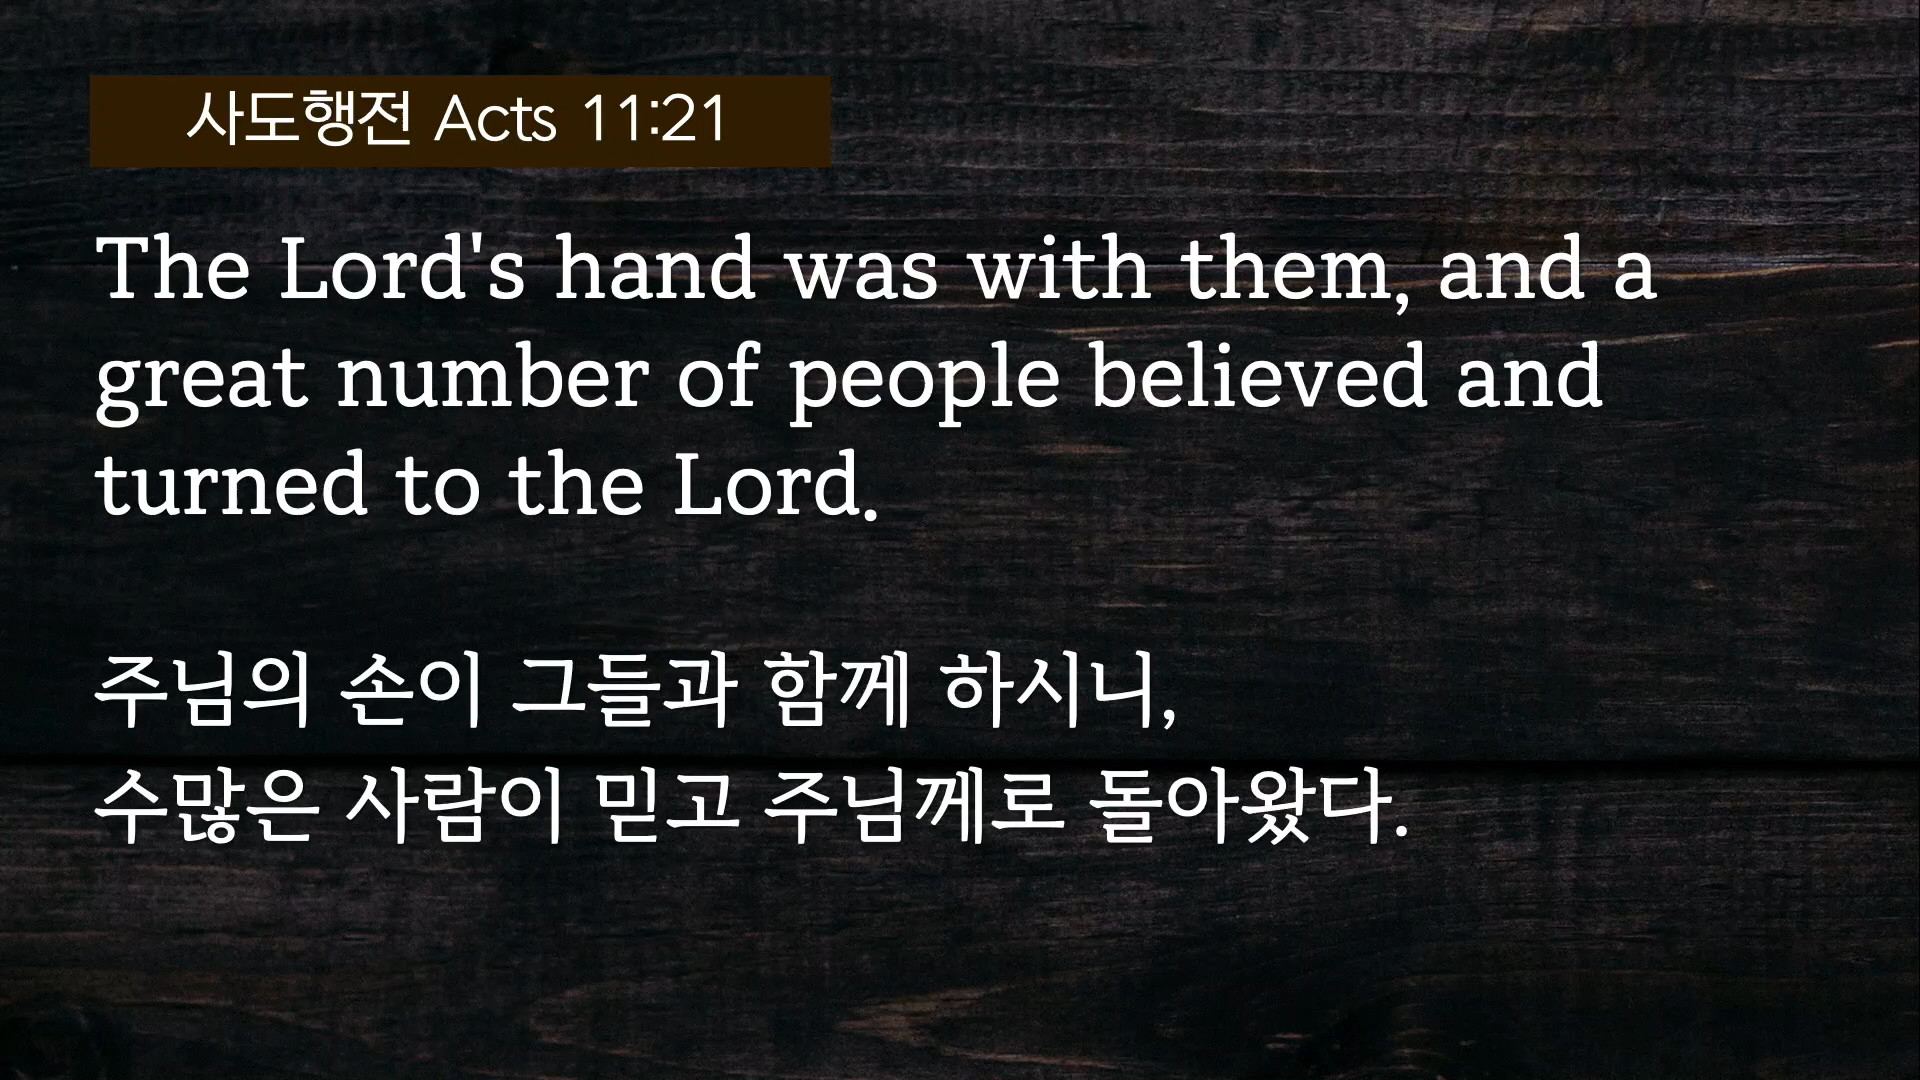 사도행전 Acts 11:21
The Lord's hand was with them, and a
great number of people believed and
turned to the Lord.
주님의 손이 그들과 함께 하시니,
수많은 사람이 믿고 주님께로 돌아왔다.